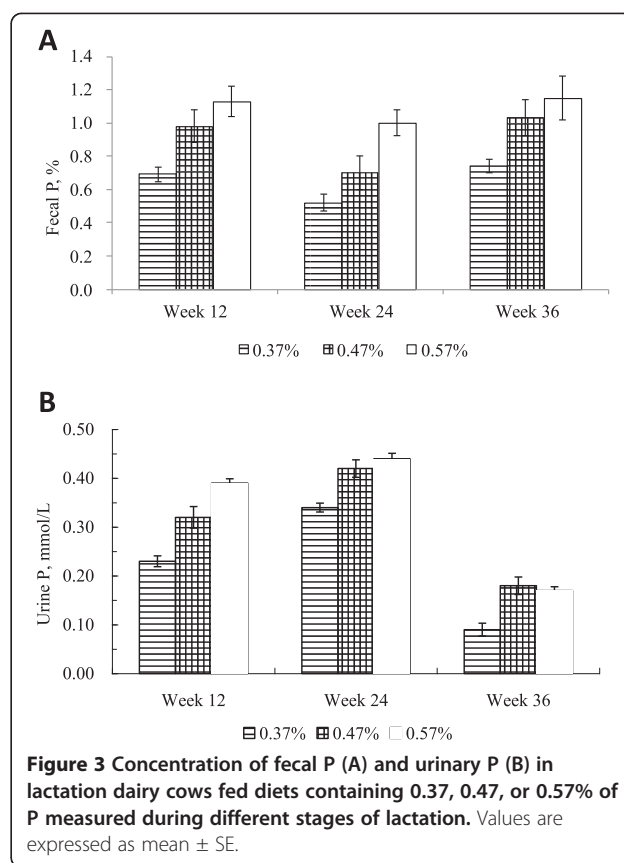 A
1.4
1.2
1.0
0.8
0.6
0.4
0.2
0.0
Fecal P, %
Week 12 Week 24 Week 36
0.37% 0.47% 0.57%
B
0.50
0.40
0.30
0.20
0.10
0.00
Urine P, mmol/L
Week 12 Week 24 Week 36
0.37% 0.47% 0.57%
Figure 3 Concentration of fecal P (A) and urinary P (B) in
lactation dairy cows fed diets containing 0.37, 0.47, or 0.57% of
P measured during different stages of lactation. Values are
expressed as mean ± SE.